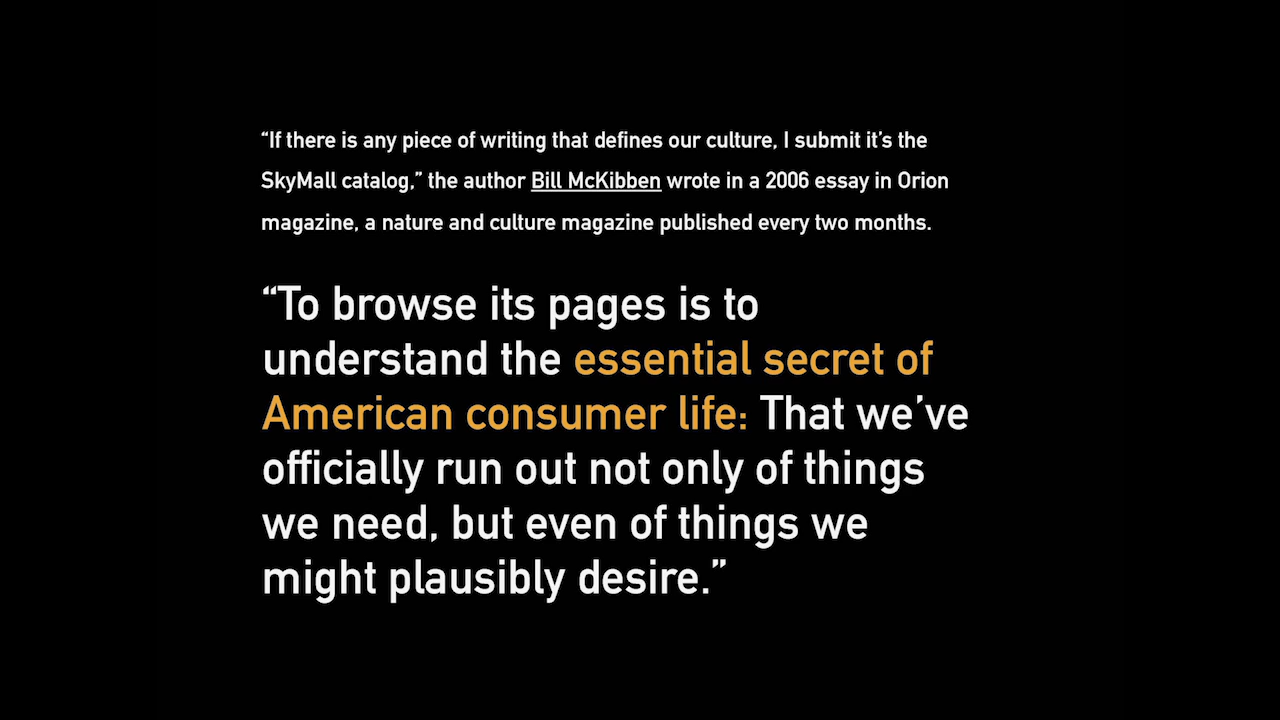 “If there is any piece of writing that defines our culture, I submit it’s the
SkyMall catalog,” the author Bill McKibben wrote in a 2006 essay in Orion
magazine, a nature and culture magazine published every two months.
“To browse its pages is to
understand the essential secret of
American consumer life: That we’ve
officially run out not only of things
we need, but even of things we
might plausibly desire.”